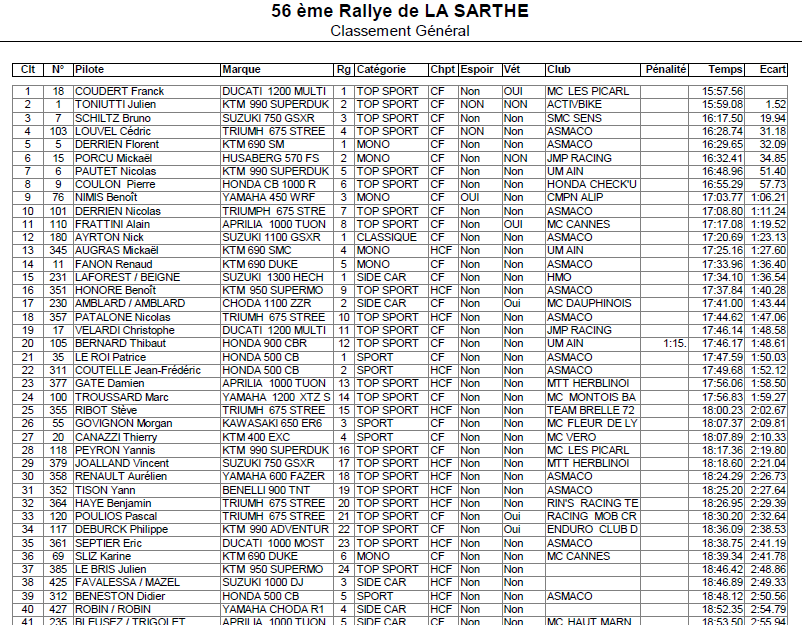 56 ème Rallye de LA SARTHE
Classement Général
Clt N° Pilote Marque Rg Catégorie Chpt Espoir Vét Club Pénalité Temps Ecart
1 18 COUDERT Franck DUCATI 1200 MULTI 1 TOP SPORT CF Non OUI MC LES PICARL 15:57.56
2 1 TONIUTTI Julien KTM 990 SUPERDUK 2 TOP SPORT CF NON NON ACTIV'BIKE 15:59.08 1.52
3 7 SCHILTZ Bruno SUZUKI 750 GSXR 3 TOP SPORT CF Non Non SMC SENS 16:17.50 19.94
4 103 LOUVEL Cédric TRIUMH 675 STREE 4 TOP SPORT CF NON Non ASMACO 16:28.74 31.18
5 5 DERRIEN Florent KTM 690 SM 1 MONO CF Non Non ASMACO 16:29.65 32.09
6 15 PORCU Mickaël HUSABERG 570 FS 2 MONO CF Non NON JMP RACING 16:32.41 34.85
7 6 PAUTET Nicolas KTM 990 SUPERDUK 5 TOP SPORT CF Non Non UM AIN 16:48.96 51.40
8 9 COULON Pierre HONDA CB 1000 R 6 TOP SPORT CF Non Non HONDA CHECK'U 16:55.29 57.73
9 76 NIMIS Benoît YAMAHA 450 WRF 3 MONO CF OUI Non CMPN ALIP 17:03.77 1:06.21
10 101 DERRIEN Nicolas TRIUMPH 675 STRE 7 TOP SPORT CF Non Non ASMACO 17:08.80 1:11.24
11 110 FRATTINI Alain APRILIA 1000 TUON 8 TOP SPORT CF Non OUI MC CANNES 17:17.08 1:19.52
12 180 AYRTON Nick SUZUKI 1100 GSXR 1 CLASSIQUE CF Non Non ASMACO 17:20.69 1:23.13
13 345 AUGRAS Mickaël KTM 690 SMC 4 MONO HCF Non Non UM AIN 17:25.16 1:27.60
14 11 FANON Renaud KTM 690 DUKE 5 MONO CF Non Non ASMACO 17:33.96 1:36.40
15 231 LAFOREST / BEIGNE SUZUKI 1300 HECH 1 SIDE CAR CF Non Non HMO 17:34.10 1:36.54
16 351 HONORE Benoît KTM 950 SUPERMO 9 TOP SPORT HCF Non Non ASMACO 17:37.84 1:40.28
17 230 AMBLARD / AMBLARD CHODA 1100 ZZR 2 SIDE CAR CF Non Oui MC DAUPHINOIS 17:41.00 1:43.44
18 357 PATALONE Nicolas TRIUMH 675 STREE 10 TOP SPORT HCF Non Non ASMACO 17:44.62 1:47.06
19 17 VELARDI Christophe DUCATI 1200 MULTI 11 TOP SPORT CF Non Non JMP RACING 17:46.14 1:48.58
20 105 BERNARD Thibaut HONDA 900 CBR 12 TOP SPORT CF Non Non UM AIN 1:15. 17:46.17 1:48.61
21 35 LE ROI Patrice HONDA 500 CB 1 SPORT CF Non Non ASMACO 17:47.59 1:50.03
22 311 COUTELLE Jean-Frédéric HONDA 500 CB 2 SPORT HCF Non Non ASMACO 17:49.68 1:52.12
23 377 GATE Damien APRILIA 1000 TUON 13 TOP SPORT HCF Non Non MTT HERBLINOI 17:56.06 1:58.50
24 100 TROUSSARD Marc YAMAHA 1200 XTZ S 14 TOP SPORT CF Non Non MC MONTOIS BA 17:56.83 1:59.27
25 355 RIBOT Stève TRIUMH 675 STREE 15 TOP SPORT HCF Non Non TEAM BRELLE 72 18:00.23 2:02.67
26 55 GOVIGNON Morgan KAWASAKI 650 ER6 3 SPORT CF Non Non MC FLEUR DE LY 18:07.37 2:09.81
27 20 CANAZZI Thierry KTM 400 EXC 4 SPORT CF Non Non MC VERO 18:07.89 2:10.33
28 118 PEYRON Yannis KTM 990 SUPERDUK 16 TOP SPORT CF Non Non MC LES PICARL 18:17.36 2:19.80
29 379 JOALLAND Vincent SUZUKI 750 GSXR 17 TOP SPORT HCF Non Non MTT HERBLINOI 18:18.60 2:21.04
30 358 RENAULT Aurélien YAMAHA 600 FAZER 18 TOP SPORT HCF Non Non ASMACO 18:24.29 2:26.73
31 352 TISON Yann BENELLI 900 TNT 19 TOP SPORT HCF Non Non ASMACO 18:25.20 2:27.64
32 364 HAYE Benjamin TRIUMH 675 STREE 20 TOP SPORT HCF Non Non RIN'S RACING TE 18:26.95 2:29.39
33 120 POULIOS Pascal TRIUMH 675 STREE 21 TOP SPORT CF Non Oui RACING MOB CR 18:30.20 2:32.64
34 117 DEBURCK Philippe KTM 990 ADVENTUR 22 TOP SPORT CF Non Oui ENDURO CLUB D 18:36.09 2:38.53
35 361 SEPTIER Eric DUCATI 1000 MOST 23 TOP SPORT HCF Non Non ASMACO 18:38.75 2:41.19
36 69 SLIZ Karine KTM 690 DUKE 6 MONO CF Non Non MC CANNES 18:39.34 2:41.78
37 385 LE BRIS Julien KTM 950 SUPERMO 24 TOP SPORT HCF Non Non 18:46.42 2:48.86
38 425 FAVALESSA / MAZEL SUZUKI 1000 DJ 3 SIDE CAR HCF Non Non 18:46.89 2:49.33
39 312 BENESTON Didier HONDA 500 CB 5 SPORT HCF Non Non ASMACO 18:48.12 2:50.56
40 427 ROBIN / ROBIN YAMAHA CHODA R1 4 SIDE CAR HCF Non Non 18:52.35 2:54.79
41 235 BLEUSEZ / TRIGOLET APRILIA 1000 TUON 5 SIDE CAR CF Non Non MC HAUT MARN 18:53.50 2:55.94